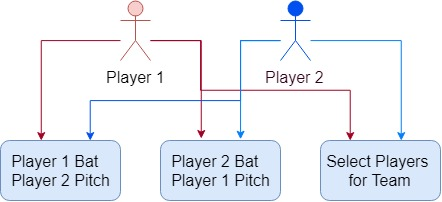 Player 1
Player 2
Player 1 Bat
Player 2 Pitch
Player 2 Bat
Player 1 Pitch
Select Players
for Team